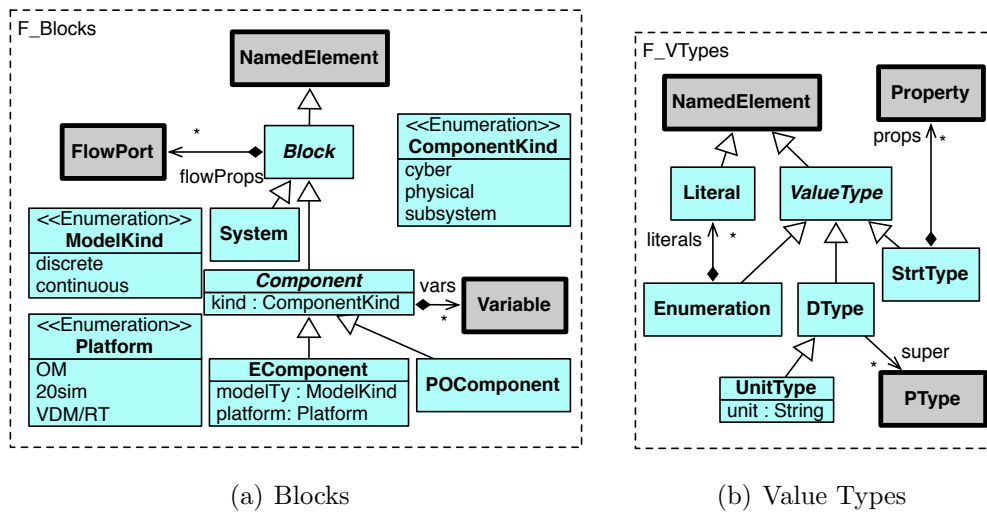 F_Blocks
NamedElement
FlowPort
*
flowProps
Block
<<Enumeration>>
ComponentKind
cyber
physical
subsystem
<<Enumeration>>
ModelKind
discrete
continuous
System
Component
kind : ComponentKind
vars
*
Variable
<<Enumeration>>
Platform
OM
20sim
VDM/RT
EComponent
modelTy : ModelKind
platform: Platform
POComponent
(a) Blocks
F_VTypes
NamedElement
Property
props
*
Literal
ValueType
literals
*
Enumeration
DType
StrtType
super
*
UnitType
unit : String
PType
(b) Value Types